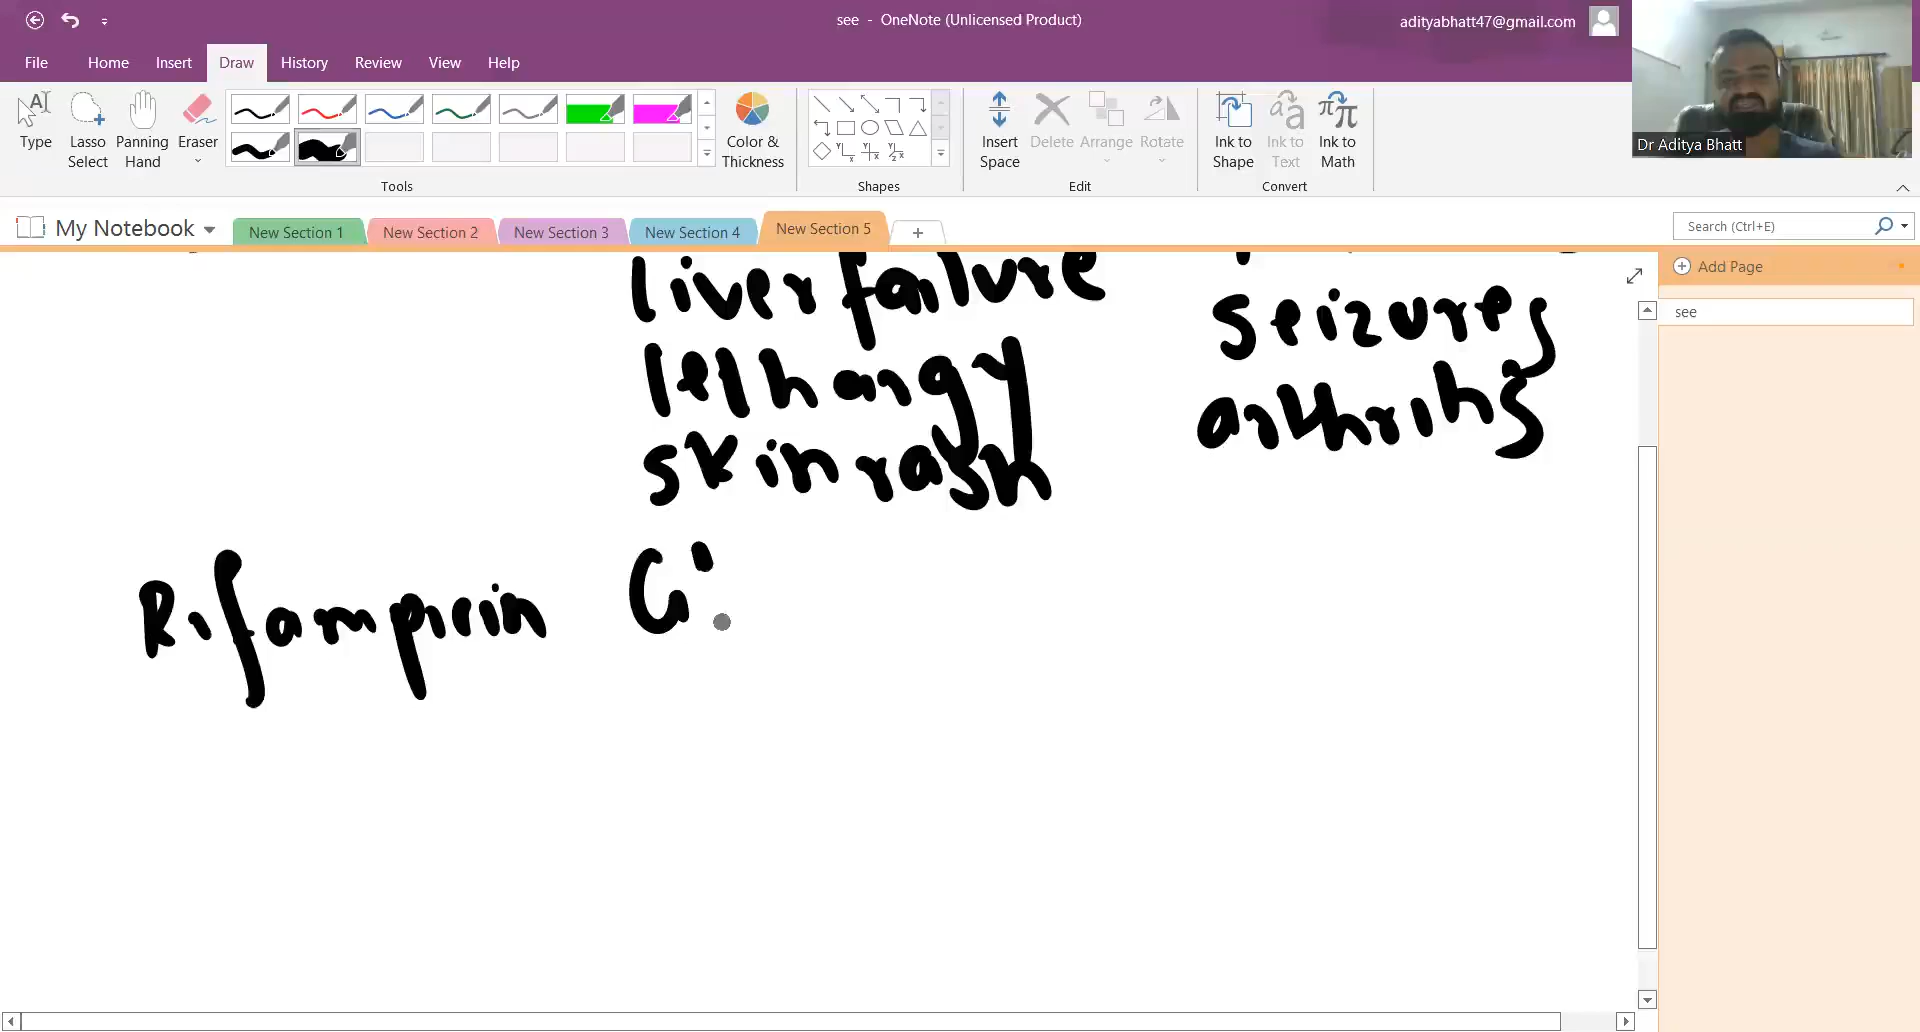 see - OneNote (Unlicensed Product)
adityabhatt47@gmail.com
File Home Insert Draw History Review View Help
Type
Lasso Select
Panning Hand
Eraser
Color & Thickness
Insert Space
Delete
Arrange
Rotate
Ink to Shape
Ink to Text
Ink to Math
Tools Shapes Edit Convert
Dr Aditya Bhatt
My Notebook New Section 1 New Section 2 New Section 3 New Section 4 New Section 5
Search (Ctrl+E)
Add Page
see
liver failure
lethangy
skin rash
seizures
Rifampicin